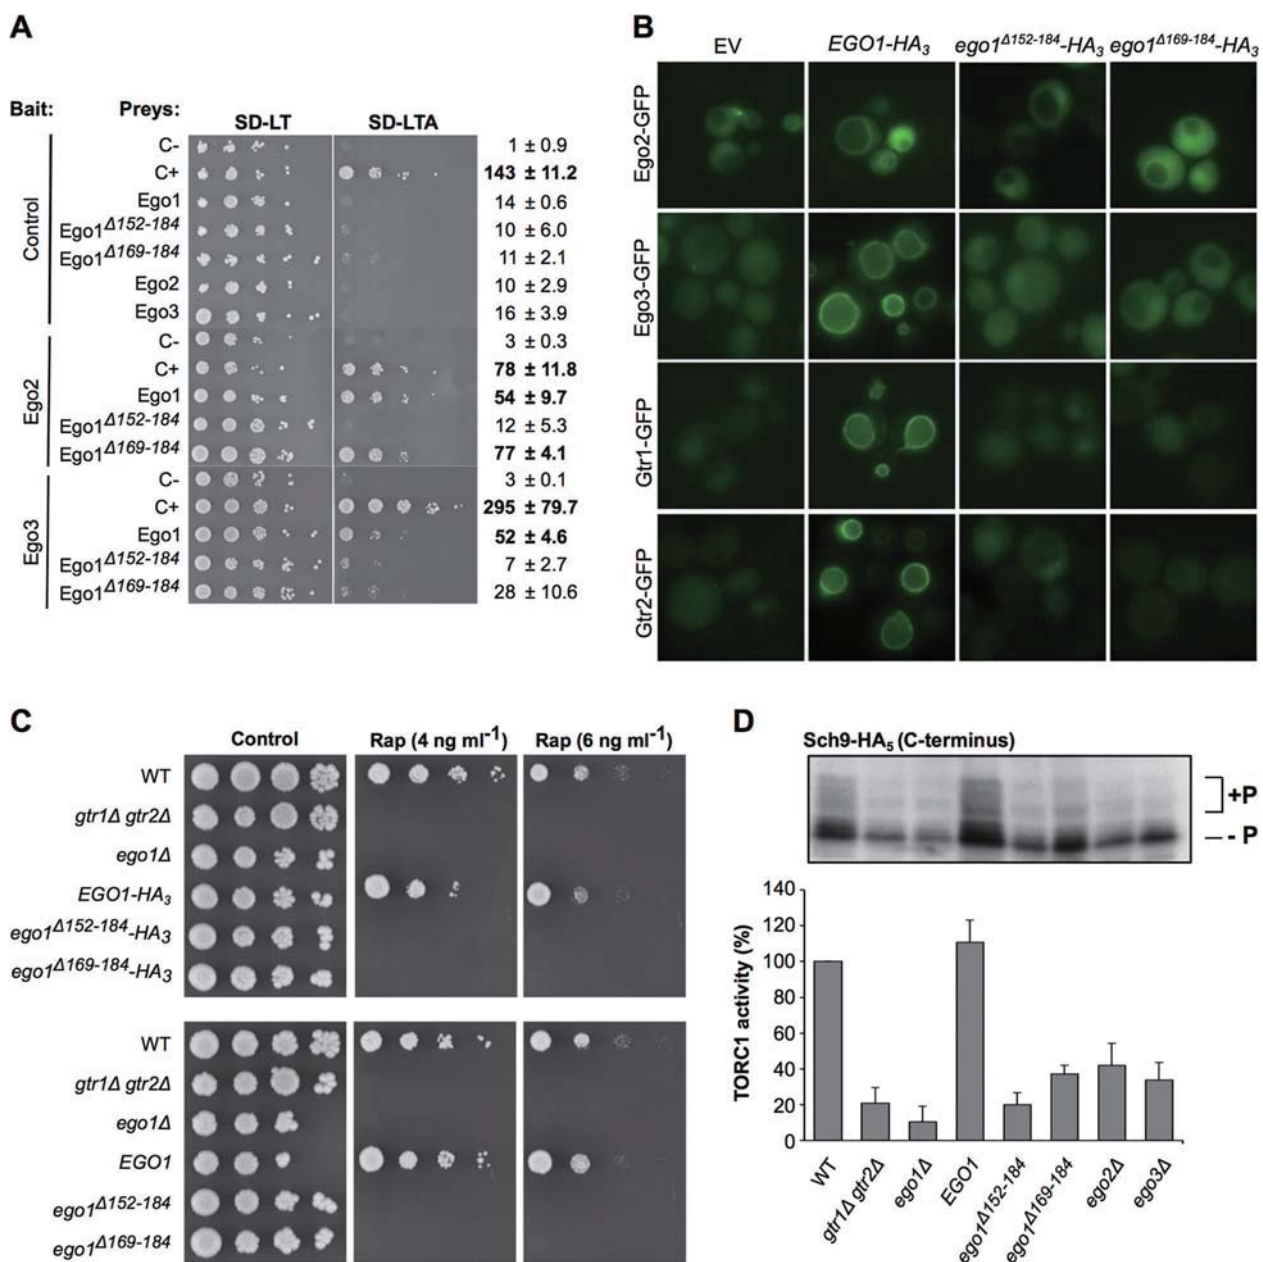 A
Bait: Preys:
SD-LT SD-LTA
Control
C- 1 ± 0.9
C+ 143 ± 11.2
Ego1 14 ± 0.6
Ego1Δ152-184 10 ± 6.0
Ego1Δ169-184 11 ± 2.1
Ego2 10 ± 2.9
Ego3 16 ± 3.9
Ego2
C- 3 ± 0.3
C+ 78 ± 11.8
Ego1 54 ± 9.7
Ego1Δ152-184 12 ± 5.3
Ego1Δ169-184 77 ± 4.1
Ego3
C- 3 ± 0.1
C+ 295 ± 79.7
Ego1 52 ± 4.6
Ego1Δ152-184 7 ± 2.7
Ego1Δ169-184 28 ± 10.6
B
EV EGO1-HA3 ego1Δ152-184-HA3 ego1Δ169-184-HA3
Ego2-GFP
Ego3-GFP
Gtr1-GFP
Gtr2-GFP
C
Control Rap (4 ng ml-1) Rap (6 ng ml-1)
WT
gtr1Δ gtr2Δ
ego1Δ
EGO1-HA3
ego1Δ152-184-HA3
ego1Δ169-184-HA3
WT
gtr1Δ gtr2Δ
ego1Δ
EGO1
ego1Δ152-184
ego1Δ169-184
D
Sch9-HA5 (C-terminus)
+P
- P
TORC1 activity (%)
140
120
100
80
60
40
20
0
WT
gtr1Δ gtr2Δ
ego1Δ
EGO1
ego1Δ152-184
ego1Δ169-184
ego2Δ
ego3Δ